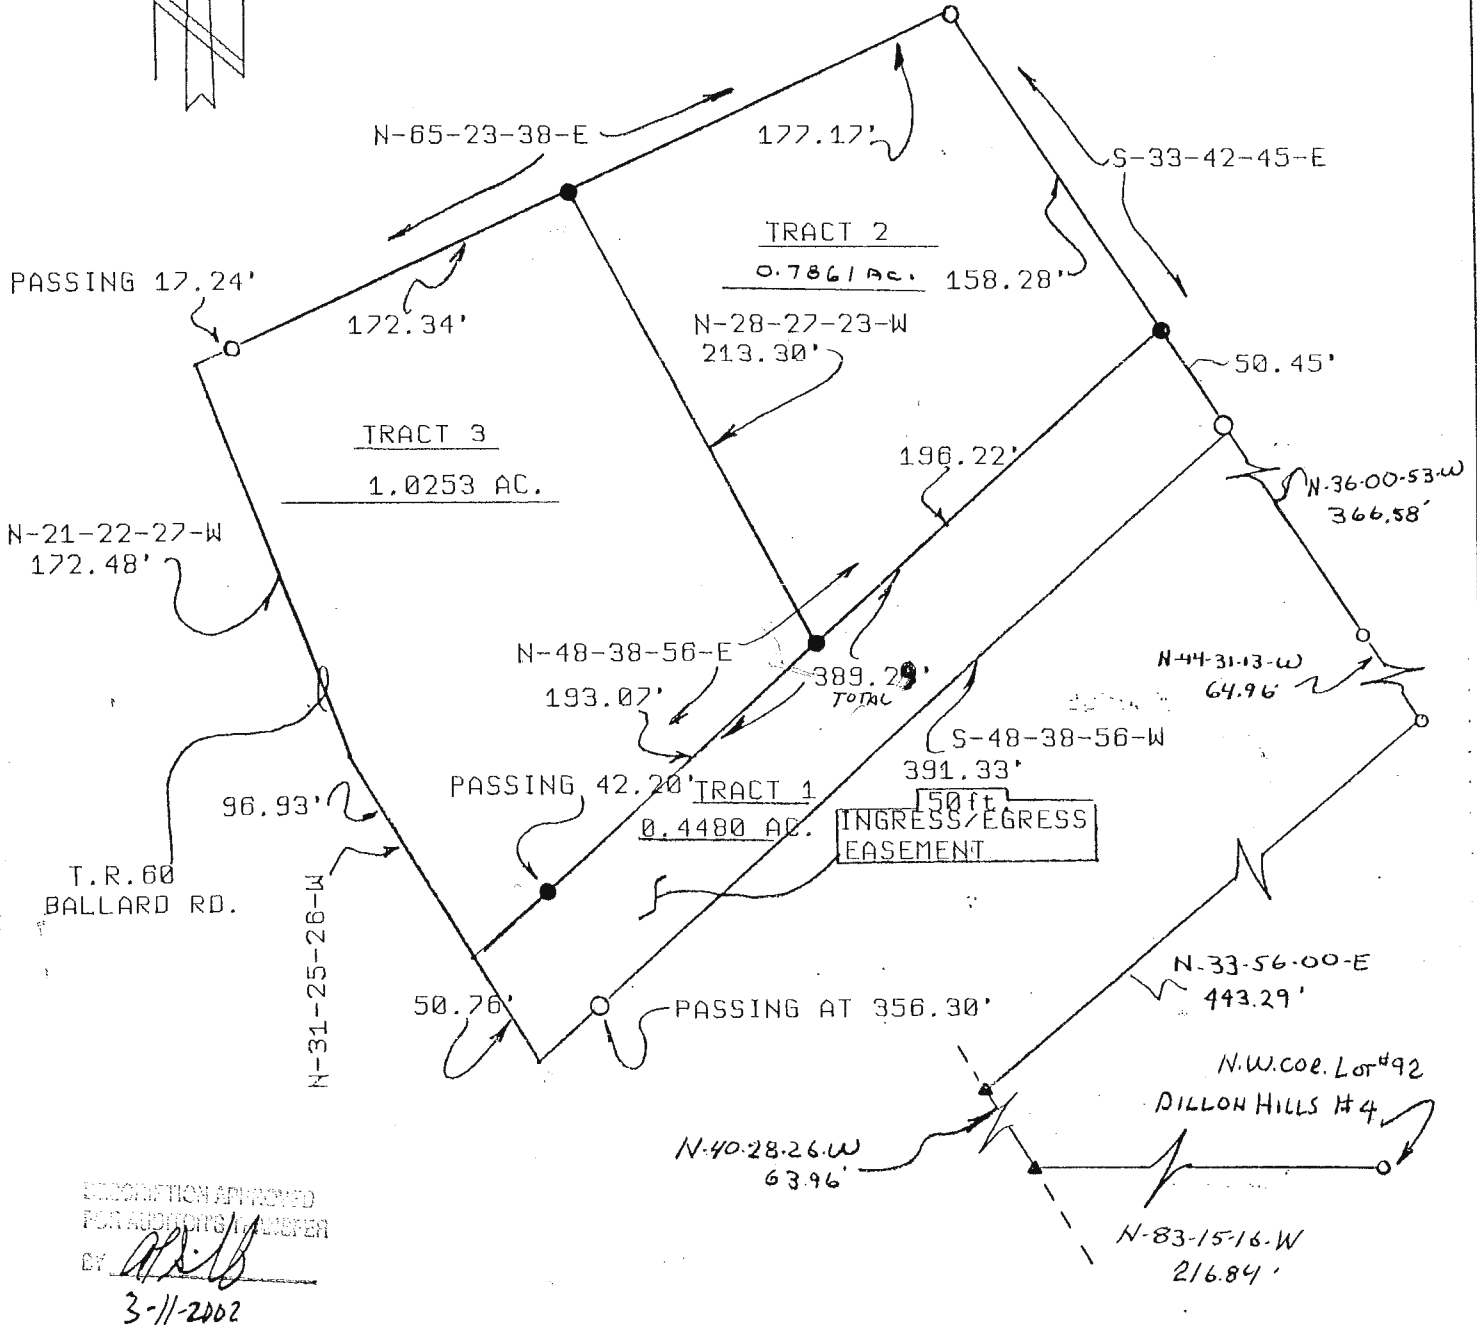 N-65-23-38-E
177.17'
S-33-42-45-E
TRACT 2
0.7861 AC.
158.28'
PASSING 17.24'
172.34'
N-28-27-23-W
213.30'
50.45'
TRACT 3
1.0253 AC.
196.22'
N-36-00-53-W
366.58'
N-21-22-27-W
172.48'
N-48-38-56-E
193.07'
389.29'
TOTAL
N-44-31-13-W
64.96
S-48-38-56-W
391.33'
PASSING 42.20'
TRACT 1
0.4480 AC.
50ft.
INGRESS/EGRESS
EASEMENT
96.93'
T.R.60
BALLARD RD.
N-31-25-26-W
50.76'
PASSING AT 356.30'
N-33-56-00-E
443.29'
N.W. COR. LOT #92
DILLON HILLS #4
N-40-28-26-W
63.96'
N-83-15-16-W
216.84'
DESCRIPTION APPROVED
FOR AUDITOR'S TRANSFER
BY
3-11-2002